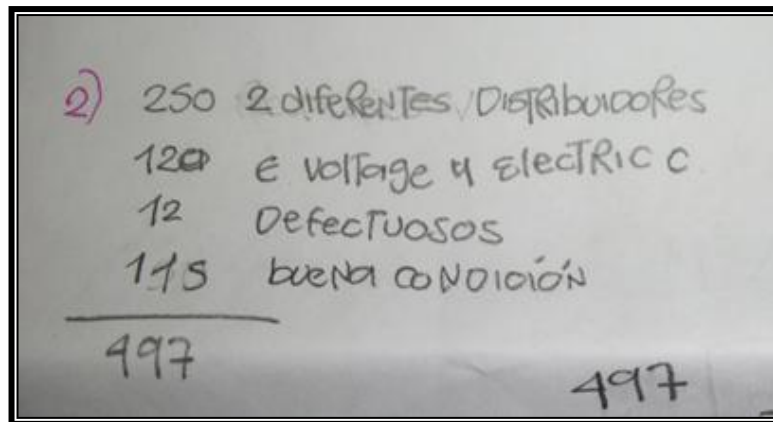 2) 250 2 diferentes Distribuidores
120 E Voltage y Electric C
12 Defectuosos
115 buena condición
497
497